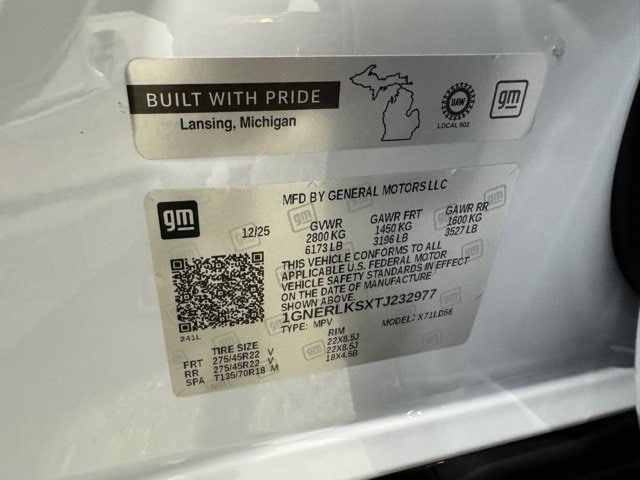 BUILT WITH PRIDE
Lansing, Michigan
UAW
LOCAL 602
gm
gm
MFD BY GENERAL MOTORS LLC
12/25
GVWR
2800 KG
6173 LB
GAWR FRT
1450 KG
3196 LB
GAWR RR
1600 KG
3527 LB
THIS VEHICLE CONFORMS TO ALL
APPLICABLE U.S. FEDERAL MOTOR
VEHICLE SAFETY STANDARDS IN EFFECT
ON THE DATE OF MANUFACTURE
SHOWN ABOVE.
1GNERLKSXTJ232977
TYPE: MPV MODEL: X71LD56
241L
TIRE SIZE RIM
FRT 275/45R22 V 22X8.5J
RR 275/45R22 V 22X8.5J
SPA T135/70R18 M 18X4.5B